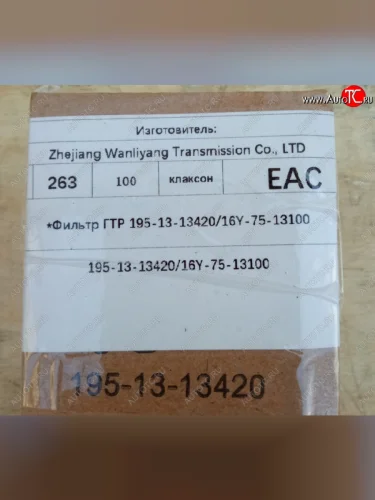 www.AutoTC.ru
Изготовитель:
Zhejiang Wanliyang Transmission Co., LTD
263 100 клаксон EAC
*Фильтр ГТР 195-13-13420/16Y-75-13100
195-13-13420/16Y-75-13100
195-13-13420